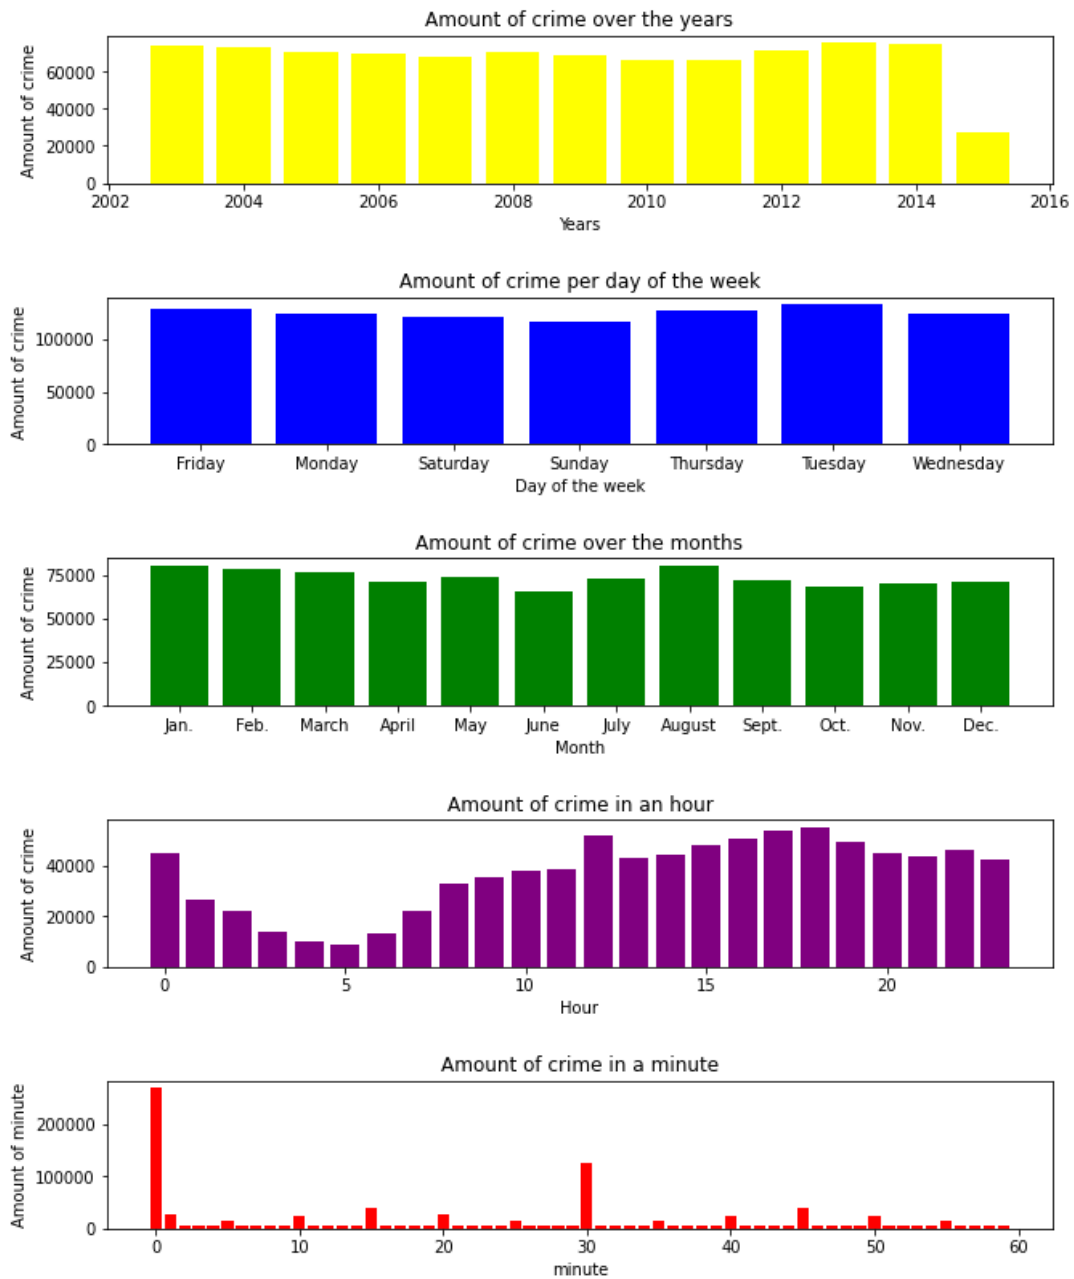 Amount of crime over the years
Amount of crime
60000
40000
20000
0
2002 2004 2006 2008 2010 2012 2014 2016
Years
Amount of crime per day of the week
Amount of crime
100000
50000
0
Friday Monday Saturday Sunday Thursday Tuesday Wednesday
Day of the week
Amount of crime over the months
Amount of crime
75000
50000
25000
0
Jan. Feb. March April May June July August Sept. Oct. Nov. Dec.
Month
Amount of crime in an hour
Amount of crime
40000
20000
0
0 5 10 15 20
Hour
Amount of crime in a minute
Amount of minute
200000
100000
0
0 10 20 30 40 50 60
minute